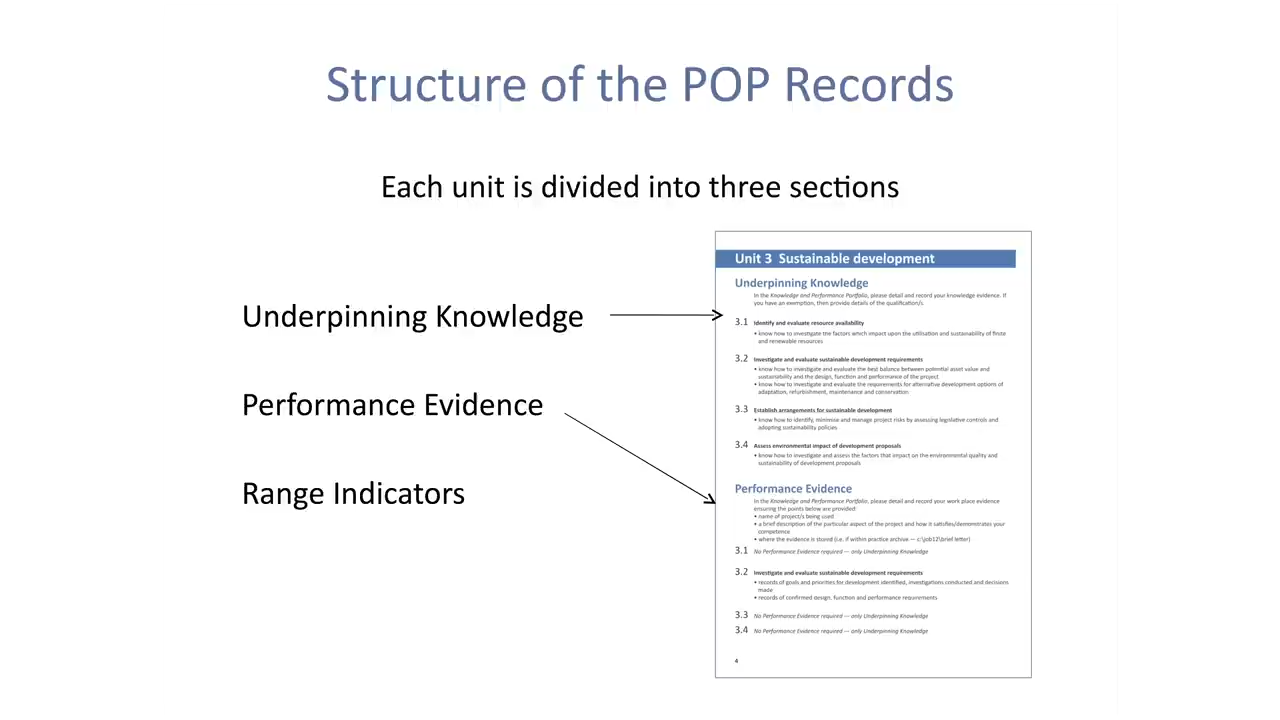 Structure of the POP Records
Each unit is divided into three sections
Underpinning Knowledge
Performance Evidence
Range Indicators
Unit 3 Sustainable development
Underpinning Knowledge
In the Knowledge and Performance Portfolio, please detail and record your knowledge evidence. If
you have an exemption, then provide details of the qualification/s.
3.1 Identify and evaluate resource availability
• know how to investigate the factors which impact upon the utilisation and sustainability of finite
and renewable resources
3.2 Investigate and evaluate sustainable development requirements
• know how to investigate and evaluate the best balance between potential asset value and
sustainability and the design, function and performance of the project
• know how to investigate and evaluate the requirements for alternative development options of
adaptation, refurbishment, maintenance and conservation.
3.3 Establish arrangements for sustainable development
• know how to identify, minimise and manage project risks by assessing legislative controls and
adopting sustainability policies.
3.4 Assess environmental impact of development proposals
• know how to investigate and assess the factors that impact on the environmental quality and
sustainability of development proposals
Performance Evidence
In the Knowledge and Performance Portfolio, please detail and record your work place evidence
ensuring the points below are provided:
• name of project/s being used
• a brief description of the particular aspect of the project and how it satisfies/demonstrates your
competence
• where the evidence is stored (i.e. if within practice archive — c:\job12\brief letter)
3.1 No Performance Evidence required — only Underpinning Knowledge
3.2 Investigate and evaluate sustainable development requirements
• records of goals and priorities for development identified, investigations conducted and decisions
made
• records of confirmed design, function and performance requirements
3.3 No Performance Evidence required — only Underpinning Knowledge
3.4 No Performance Evidence required — only Underpinning Knowledge
4